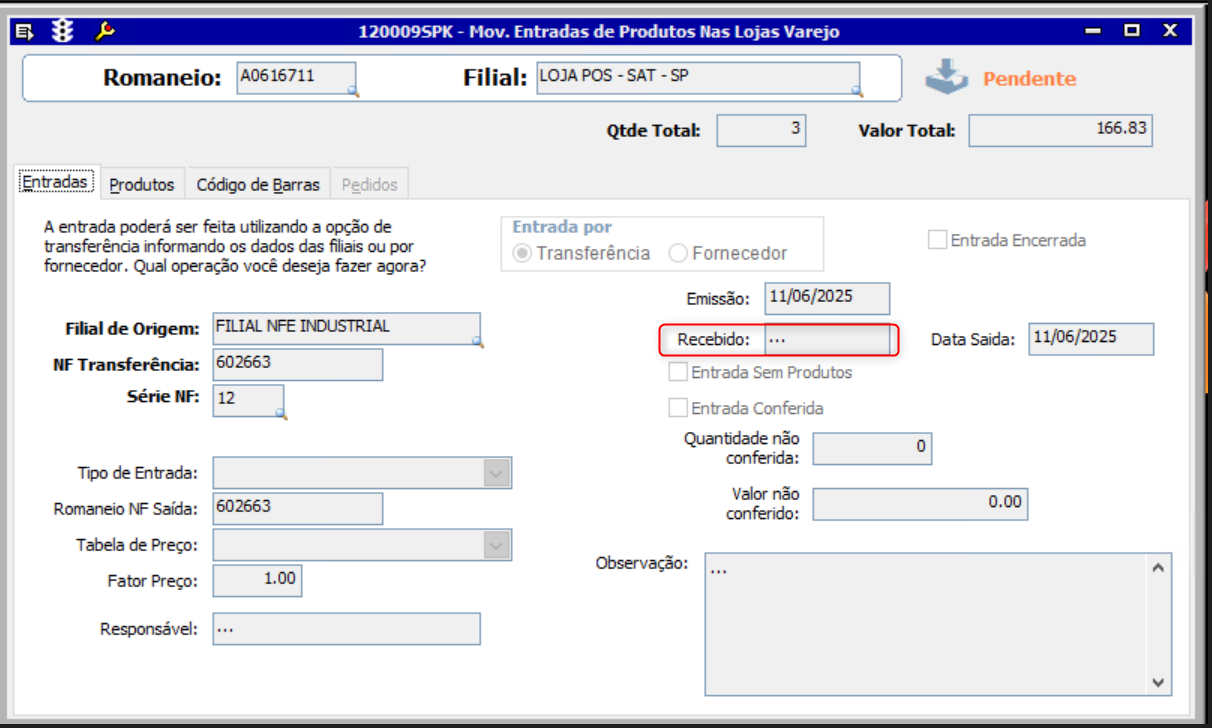 120009SPK - Mov. Entradas de Produtos Nas Lojas Varejo
Romaneio: A0616711 Filial: LOJA POS - SAT - SP Pendente
Qtde Total: 3 Valor Total: 166.83
Entradas Produtos Código de Barras Pedidos
A entrada poderá ser feita utilizando a opção de
transferência informando os dados das filiais ou por
fornecedor. Qual operação você deseja fazer agora?
Entrada por
Transferência Fornecedor
Entrada Encerrada
Emissão: 11/06/2025
Filial de Origem: FILIAL NFE INDUSTRIAL
Recebido: ... Data Saida: 11/06/2025
NF Transferência: 602663
Entrada Sem Produtos
Série NF: 12
Entrada Conferida
Quantidade não
conferida: 0
Tipo de Entrada:
Romaneio NF Saída: 602663
Valor não
conferido: 0.00
Tabela de Preço:
Fator Preço: 1.00
Observação: ...
Responsável: ...